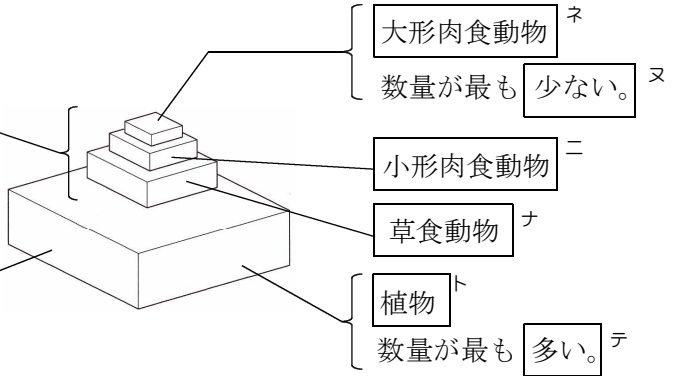 大形肉食動物 ネ
数量が最も 少ない。 ヌ
小形肉食動物 ニ
草食動物 ナ
植物 ト
数量が最も 多い。 テ